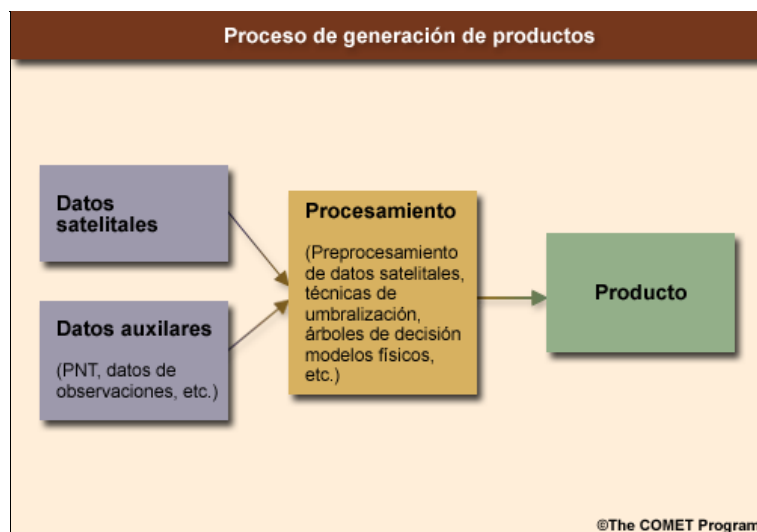 Proceso de generación de productos
Datos
satelitales
Datos auxilares
(PNT, datos de
observaciones, etc.)
Procesamiento
(Preprocesamiento
de datos satelitales,
técnicas de
umbralización,
árboles de decisión
modelos físicos,
etc.)
Producto
©The COMET Program